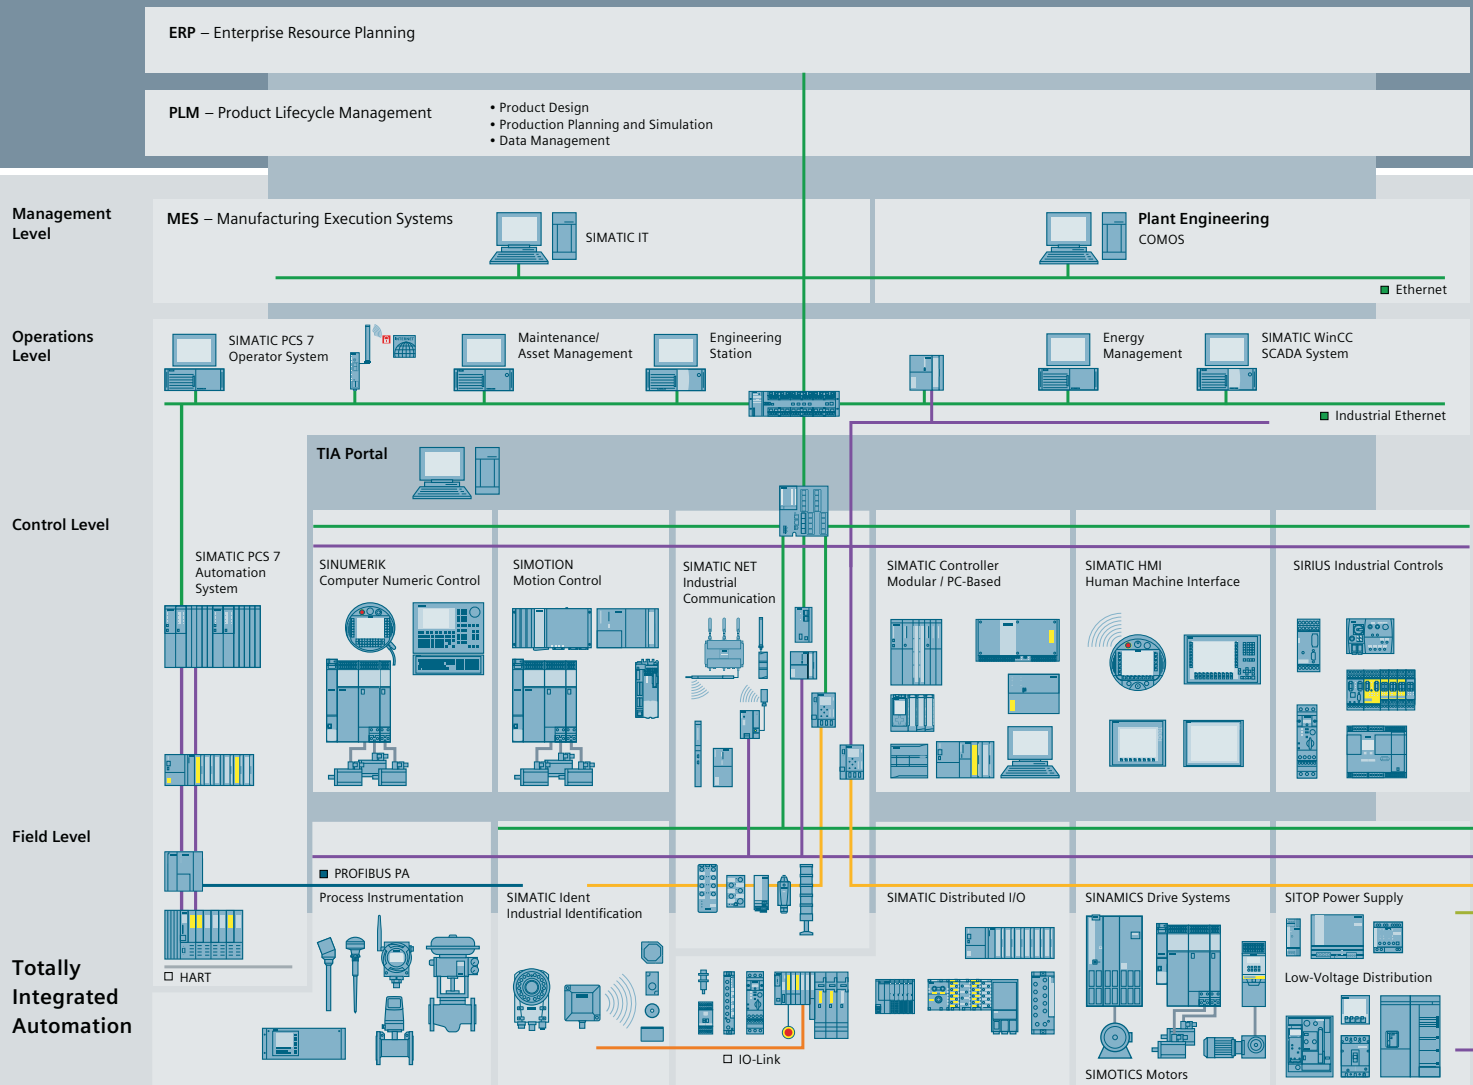 ERP – Enterprise Resource Planning
PLM – Product Lifecycle Management
• Product Design
• Production Planning and Simulation
• Data Management
Management
Level
MES – Manufacturing Execution Systems
SIMATIC IT
Plant Engineering
COMOS
Ethernet
Operations
Level
SIMATIC PCS 7
Operator System
INTERNET
Maintenance/
Asset Management
Engineering
Station
Energy
Management
SIMATIC WinCC
SCADA System
Industrial Ethernet
TIA Portal
Control Level
SIMATIC PCS 7
Automation
System
SINUMERIK
Computer Numeric Control
SIMOTION
Motion Control
SIMATIC NET
Industrial
Communication
SIMATIC Controller
Modular / PC-Based
SIMATIC HMI
Human Machine Interface
SIRIUS Industrial Controls
Field Level
PROFIBUS PA
Process Instrumentation
SIMATIC Ident
Industrial Identification
SIMATIC Distributed I/O
SINAMICS Drive Systems
SITOP Power Supply
Totally
Integrated
Automation
HART
Low-Voltage Distribution
IO-Link
SIMOTICS Motors